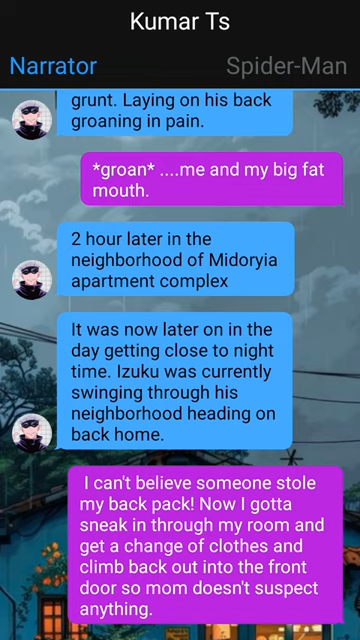 Kumar Ts
Narrator
Spider-Man
grunt. Laying on his back
groaning in pain.
*groan* ....me and my big fat
mouth.
2 hour later in the
neighborhood of Midoryia
apartment complex
It was now later on in the
day getting close to night
time. Izuku was currently
swinging through his
neighborhood heading on
back home.
I can't believe someone stole
my back pack! Now I gotta
sneak in through my room and
get a change of clothes and
climb back out into the front
door so mom doesn't suspect
anything.